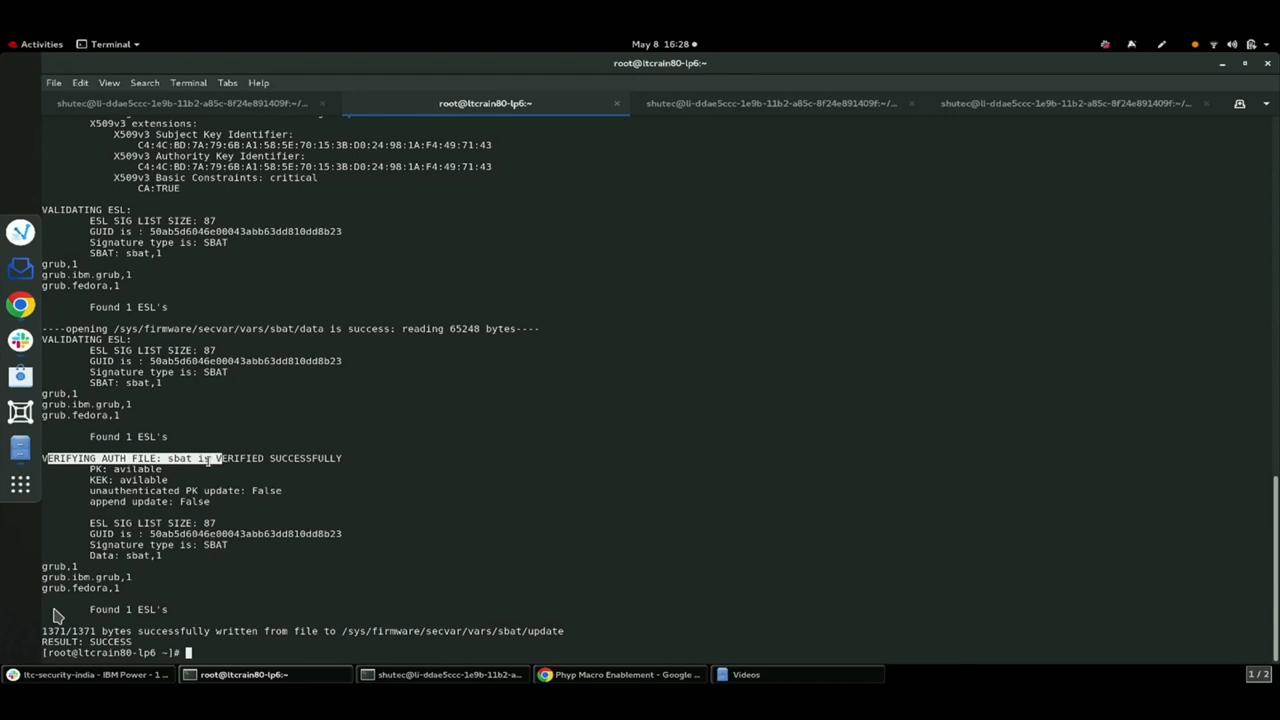 Activities
Terminal
May 8 16:28
root@ltcrain80-lp6:~
File Edit View Search Terminal Tabs Help
shutec@li-ddae5ccc-1e9b-11b2-a85c-8f24e891409f:~/...
root@ltcrain80-lp6:~
shutec@li-ddae5ccc-1e9b-11b2-a85c-8f24e891409f:~/...
shutec@li-ddae5ccc-1e9b-11b2-a85c-8f24e891409f:~/...
X509v3 extensions:
X509v3 Subject Key Identifier:
C4:4C:BD:7A:79:6B:A1:58:5E:70:15:3B:D0:24:98:1A:F4:49:71:43
X509v3 Authority Key Identifier:
C4:4C:BD:7A:79:6B:A1:58:5E:70:15:3B:D0:24:98:1A:F4:49:71:43
X509v3 Basic Constraints: critical
CA:TRUE
VALIDATING ESL:
ESL SIG LIST SIZE: 87
GUID is : 50ab5d6046e00043abb63dd810dd8b23
Signature type is: SBAT
SBAT: sbat,1
grub,1
grub.ibm.grub,1
grub.fedora,1
Found 1 ESL's
----opening /sys/firmware/secvar/vars/sbat/data is success: reading 65248 bytes----
VALIDATING ESL:
ESL SIG LIST SIZE: 87
GUID is : 50ab5d6046e00043abb63dd810dd8b23
Signature type is: SBAT
SBAT: sbat,1
grub,1
grub.ibm.grub,1
grub.fedora,1
Found 1 ESL's
VERIFYING AUTH FILE: sbat is VERIFIED SUCCESSFULLY
PK: avilable
KEK: avilable
unauthenticated PK update: False
append update: False
ESL SIG LIST SIZE: 87
GUID is : 50ab5d6046e00043abb63dd810dd8b23
Signature type is: SBAT
Data: sbat,1
grub,1
grub.ibm.grub,1
grub.fedora,1
Found 1 ESL's
1371/1371 bytes successfully written from file to /sys/firmware/secvar/vars/sbat/update
RESULT: SUCCESS
[root@ltcrain80-lp6 ~]#
ltc-security-india - IBM Power - 1 ...
root@ltcrain80-lp6:~
shutec@li-ddae5ccc-1e9b-11b2-a...
Phyp Macro Enablement - Google ...
Videos
1 / 2